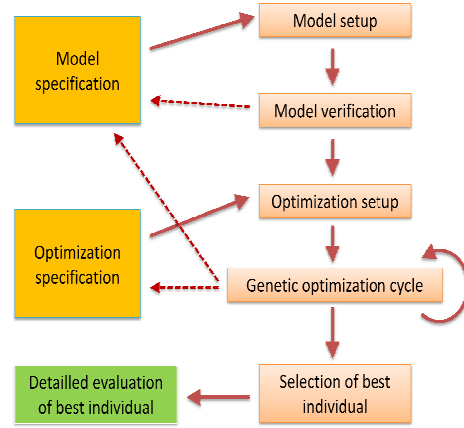 Model setup
Model
specification
Model verification
Optimization setup
Optimization
specification
Genetic optimization cycle
Detailled evaluation
of best individual
Selection of best
individual